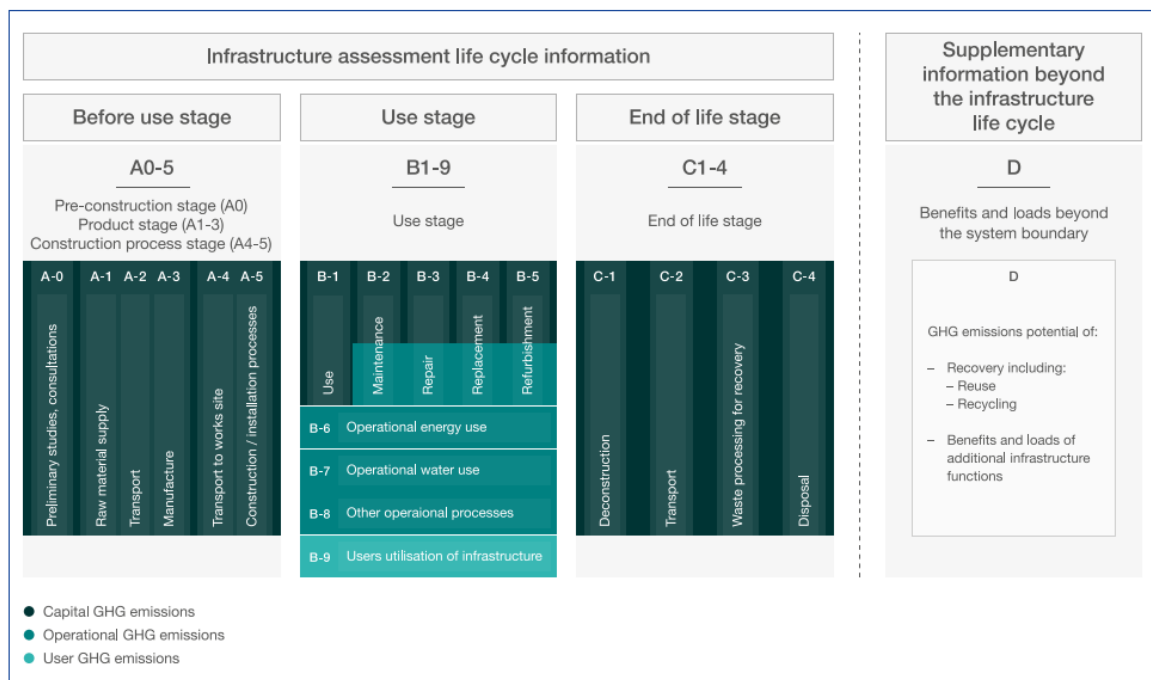 Infrastructure assessment life cycle information
Supplementary
information beyond
the infrastructure
life cycle
Before use stage
Use stage
End of life stage
A0-5
Pre-construction stage (A0)
Product stage (A1-3)
Construction process stage (A4-5)
B1-9
Use stage
C1-4
End of life stage
D
Benefits and loads beyond
the system boundary
A-0
Preliminary studies, consultations
A-1
Raw material supply
A-2
Transport
A-3
Manufacture
A-4
Transport to works site
A-5
Construction / installation processes
B-1
Use
B-2
Maintenance
B-3
Repair
B-4
Replacement
B-5
Refurbishment
B-6 Operational energy use
B-7 Operational water use
B-8 Other operaional processes
B-9 Users utilisation of infrastructure
C-1
Deconstruction
C-2
Transport
C-3
Waste processing for recovery
C-4
Disposal
D
GHG emissions potential of:
– Recovery including:
– Reuse
– Recycling
– Benefits and loads of
additional infrastructure
functions
Capital GHG emissions
Operational GHG emissions
User GHG emissions